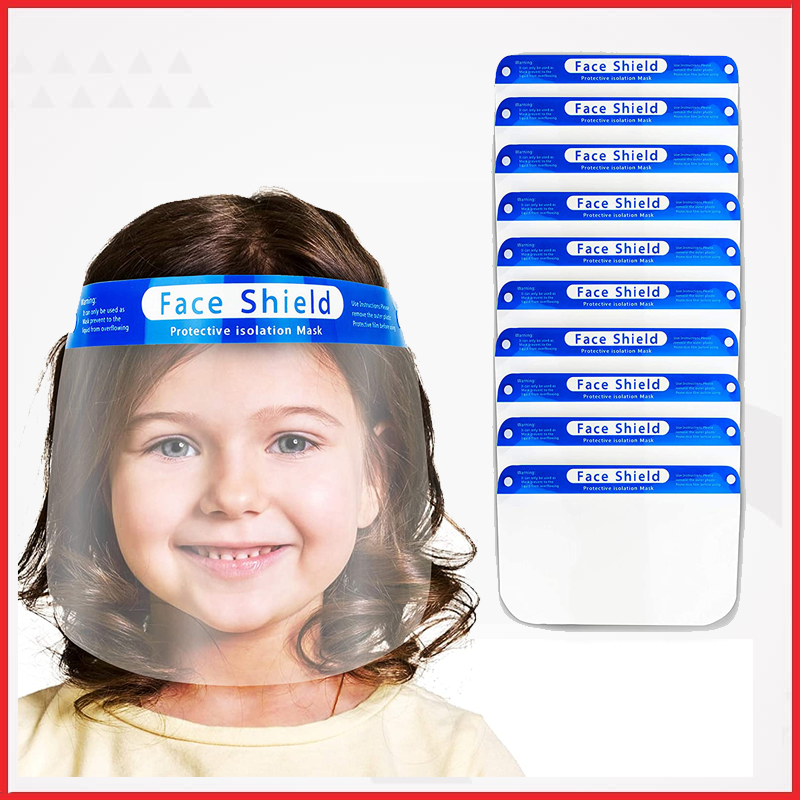 Warning:
It can only be used as
Mask prevent to the
liquid from overflowing
Face Shield
Protective isolation Mask
Use Instructions:Please
remove the outer plastic
Protective film before using
Face Shield
Protective isolation Mask
Face Shield
Protective isolation Mask
Face Shield
Protective isolation Mask
Face Shield
Protective isolation Mask
Face Shield
Protective isolation Mask
Face Shield
Protective isolation Mask
Face Shield
Protective isolation Mask
Face Shield
Protective isolation Mask
Face Shield
Protective isolation Mask
Face Shield
Protective isolation Mask